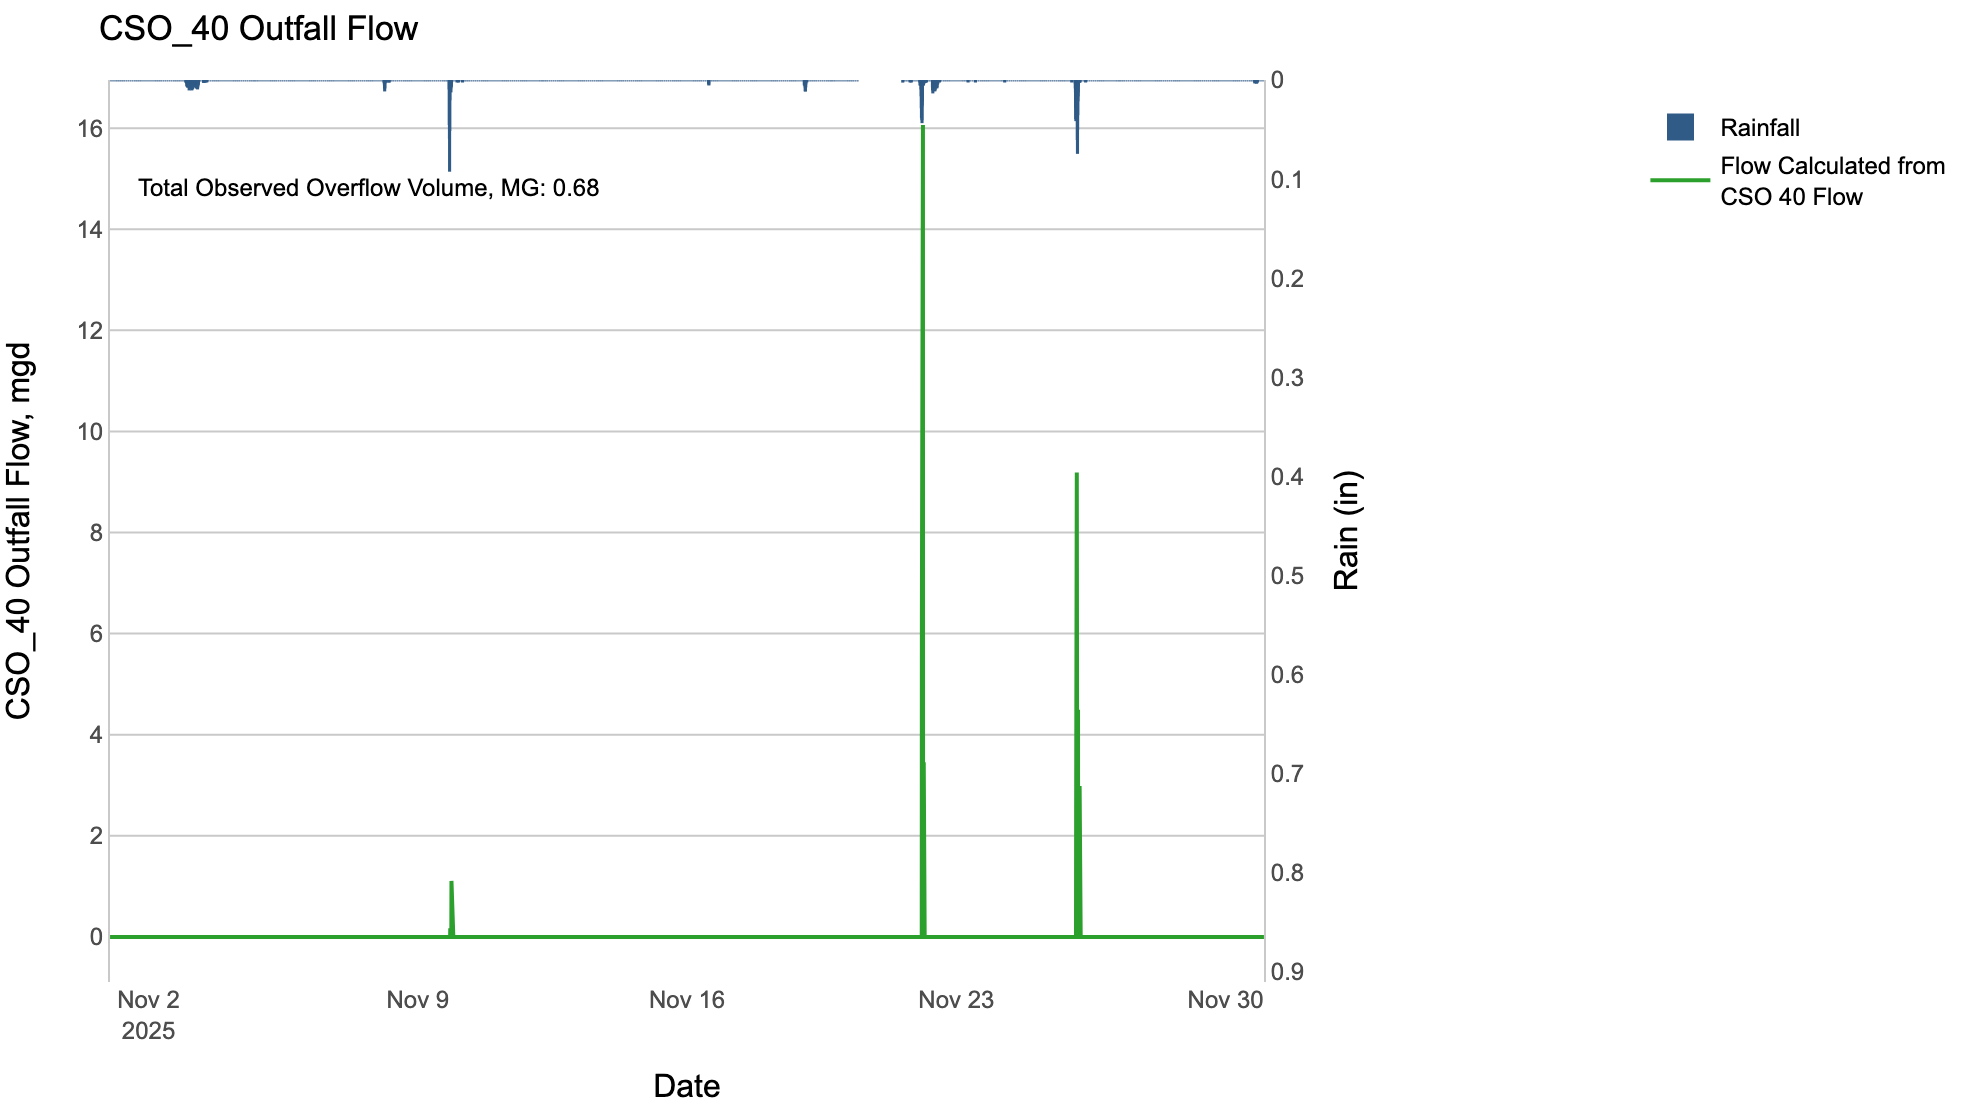 CSO_40 Outfall Flow
Total Observed Overflow Volume, MG: 0.68
CSO_40 Outfall Flow, mgd
16
14
12
10
8
6
4
2
0
0
0.1
0.2
0.3
0.4
0.5
0.6
0.7
0.8
0.9
Rain (in)
Nov 2
2025
Nov 9
Nov 16
Nov 23
Nov 30
Date
Rainfall
Flow Calculated from
CSO 40 Flow